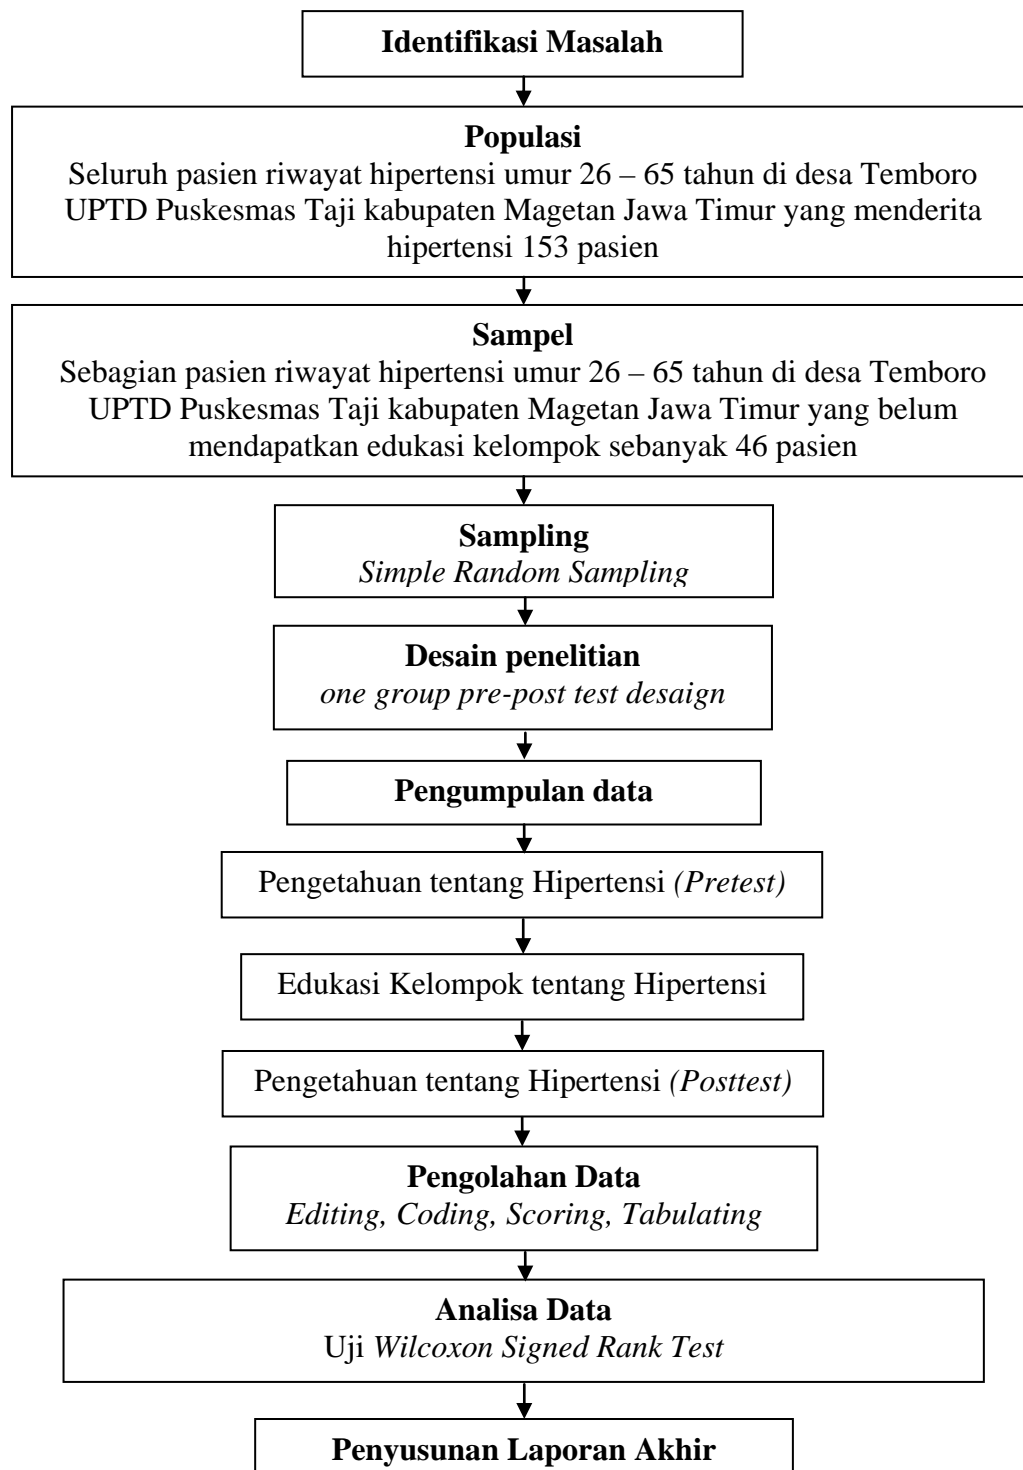 Identifikasi Masalah
Populasi
Seluruh pasien riwayat hipertensi umur 26 – 65 tahun di desa Temboro
UPTD Puskesmas Taji kabupaten Magetan Jawa Timur yang menderita
hipertensi 153 pasien
Sampel
Sebagian pasien riwayat hipertensi umur 26 – 65 tahun di desa Temboro
UPTD Puskesmas Taji kabupaten Magetan Jawa Timur yang belum
mendapatkan edukasi kelompok sebanyak 46 pasien
Sampling
Simple Random Sampling
Desain penelitian
one group pre-post test desaign
Pengumpulan data
Pengetahuan tentang Hipertensi (Pretest)
Edukasi Kelompok tentang Hipertensi
Pengetahuan tentang Hipertensi (Posttest)
Pengolahan Data
Editing, Coding, Scoring, Tabulating
Analisa Data
Uji Wilcoxon Signed Rank Test
Penyusunan Laporan Akhir